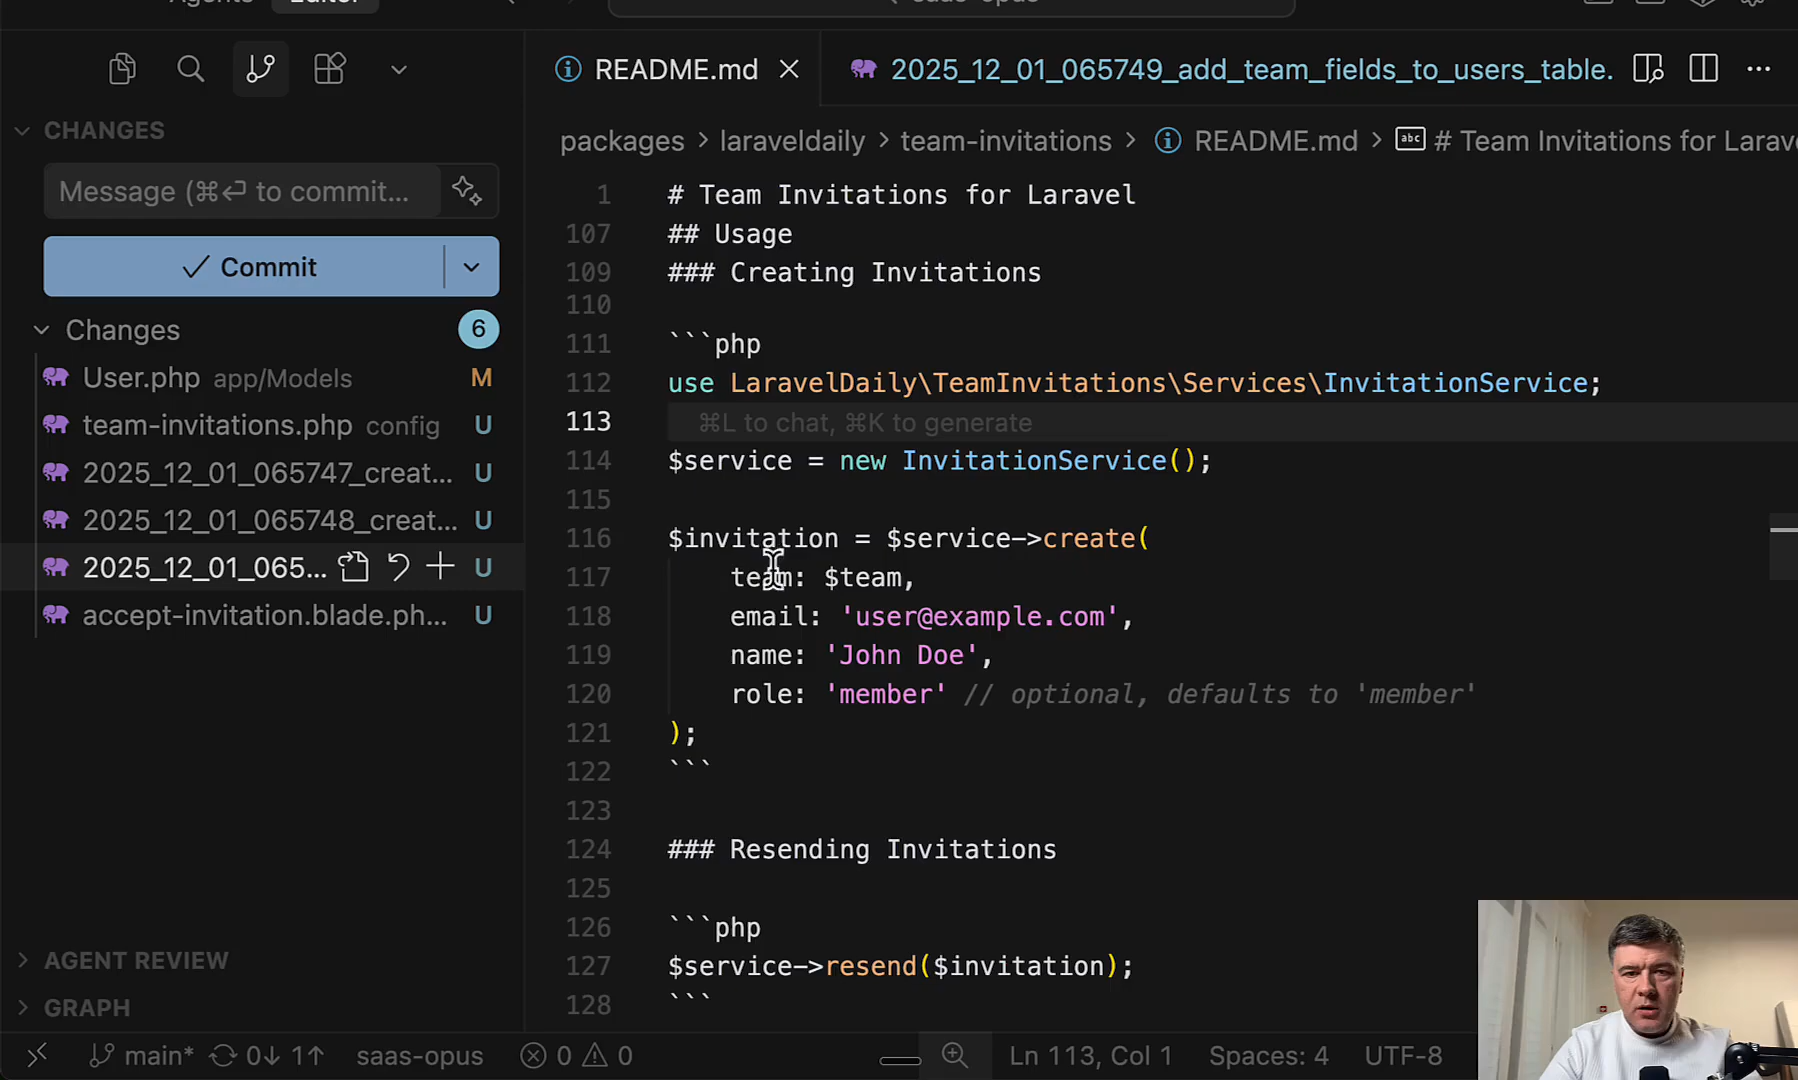 Editor
saas-opus
CHANGES
Message (⌘⏎ to commit...
Commit
Changes
6
User.php app/Models M
team-invitations.php config U
2025_12_01_065747_creat... U
2025_12_01_065748_creat... U
2025_12_01_065... U
accept-invitation.blade.ph... U
AGENT REVIEW
GRAPH
README.md
2025_12_01_065749_add_team_fields_to_users_table.
packages > laraveldaily > team-invitations > README.md > # Team Invitations for Larav
1 # Team Invitations for Laravel
107 ## Usage
109 ### Creating Invitations
110
111 ```php
112 use LaravelDaily\TeamInvitations\Services\InvitationService;
113 ⌘L to chat, ⌘K to generate
114 $service = new InvitationService();
115
116 $invitation = $service->create(
117 team: $team,
118 email: 'user@example.com',
119 name: 'John Doe',
120 role: 'member' // optional, defaults to 'member'
121 );
122 ```
123
124 ### Resending Invitations
125
126 ```php
127 $service->resend($invitation);
128 ```
main* 0↓ 1↑ saas-opus 0 0 Ln 113, Col 1 Spaces: 4 UTF-8